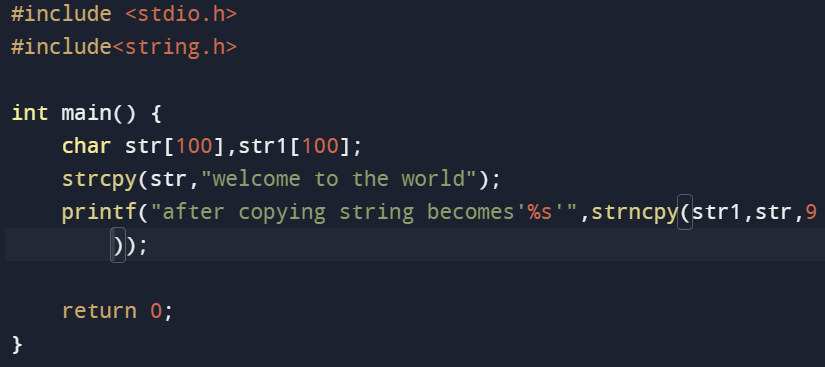 #include <stdio.h>
#include<string.h>
int main() {
char str[100],str1[100];
strcpy(str,"welcome to the world");
printf("after copying string becomes'%s'",strncpy(str1,str,9
));
return 0;
}